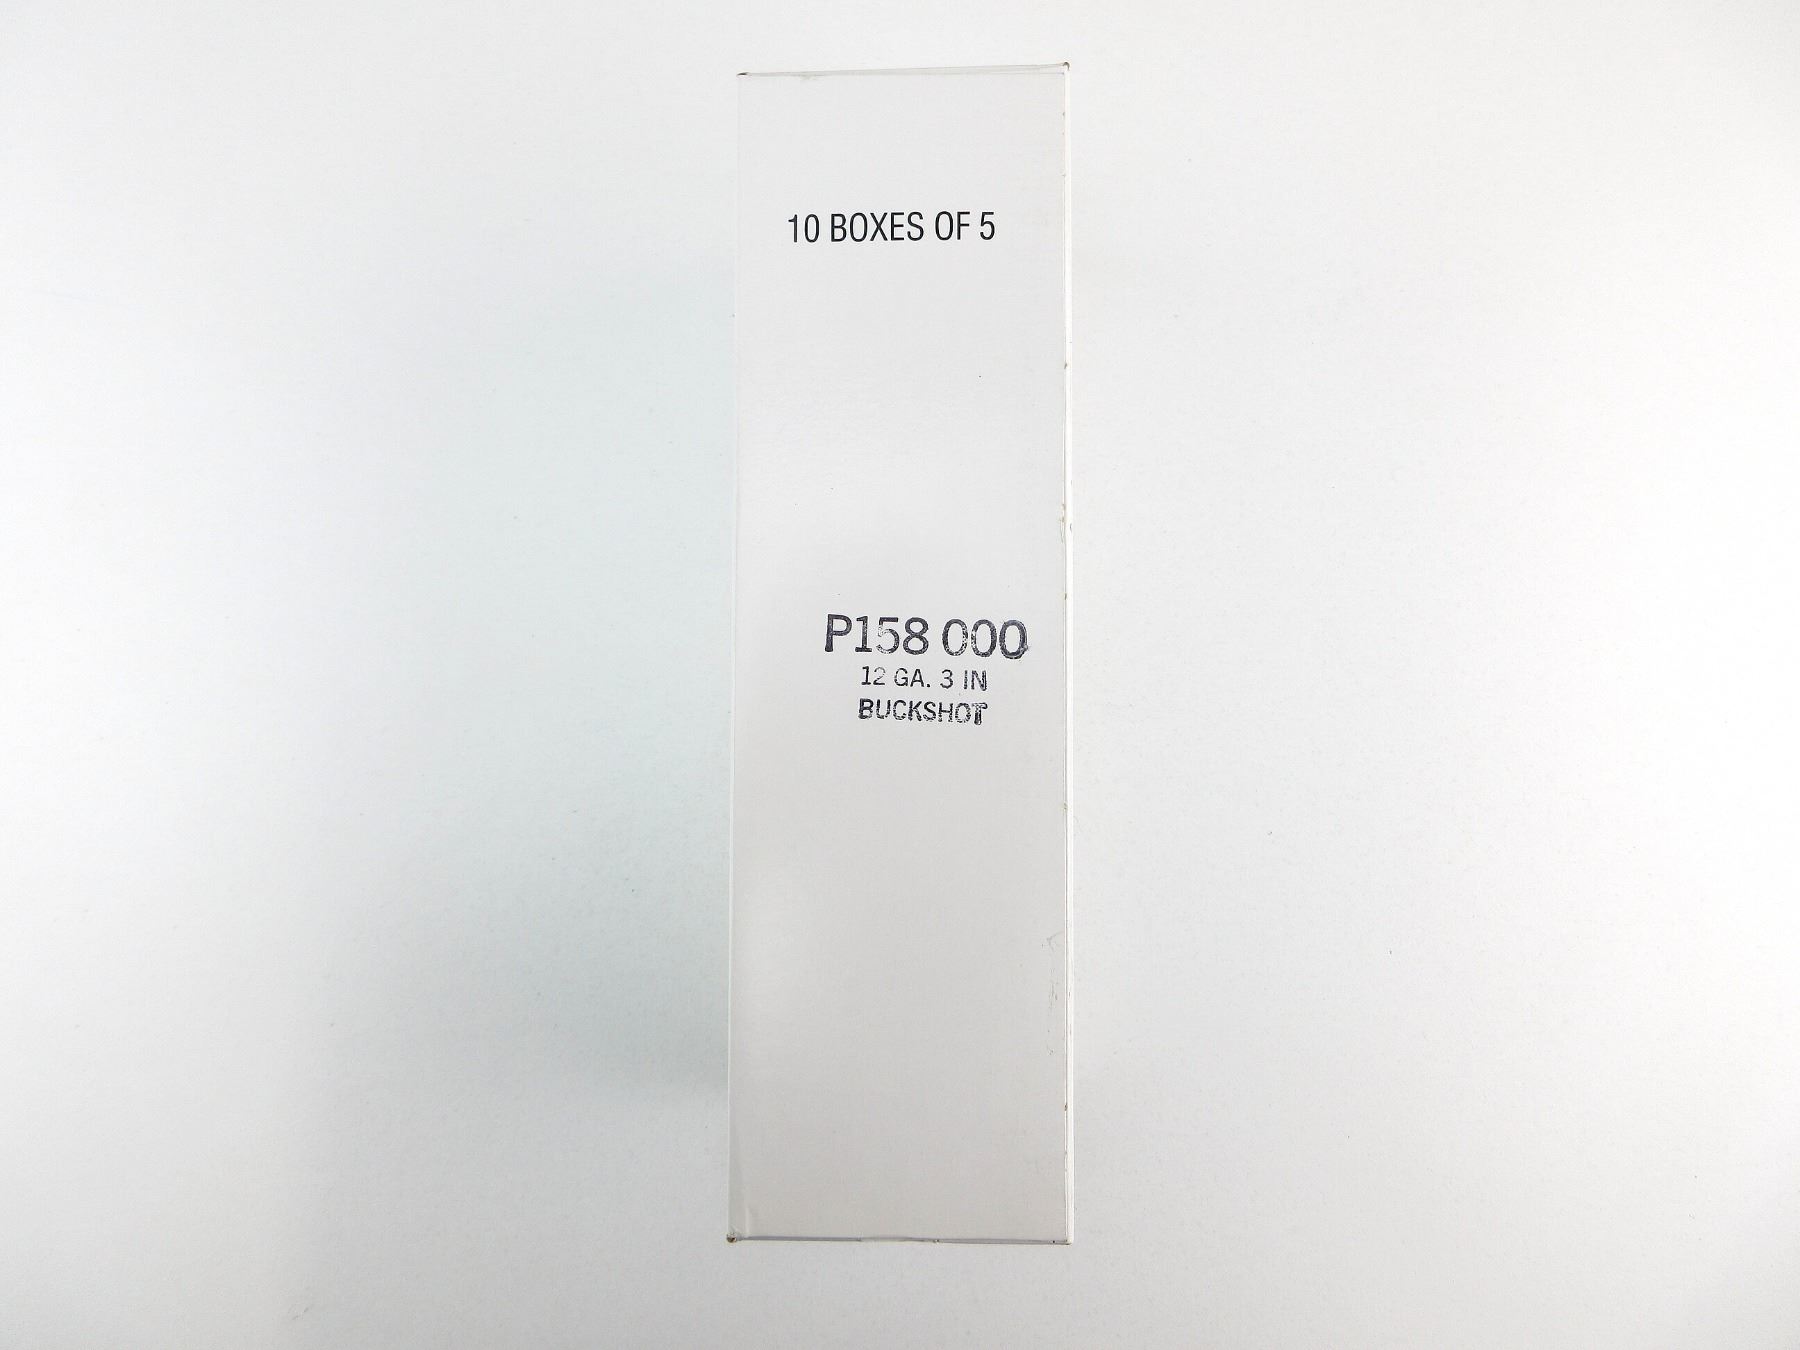 10 BOXES OF 5
P158 000
12 GA. 3 IN
BUCKSHOT